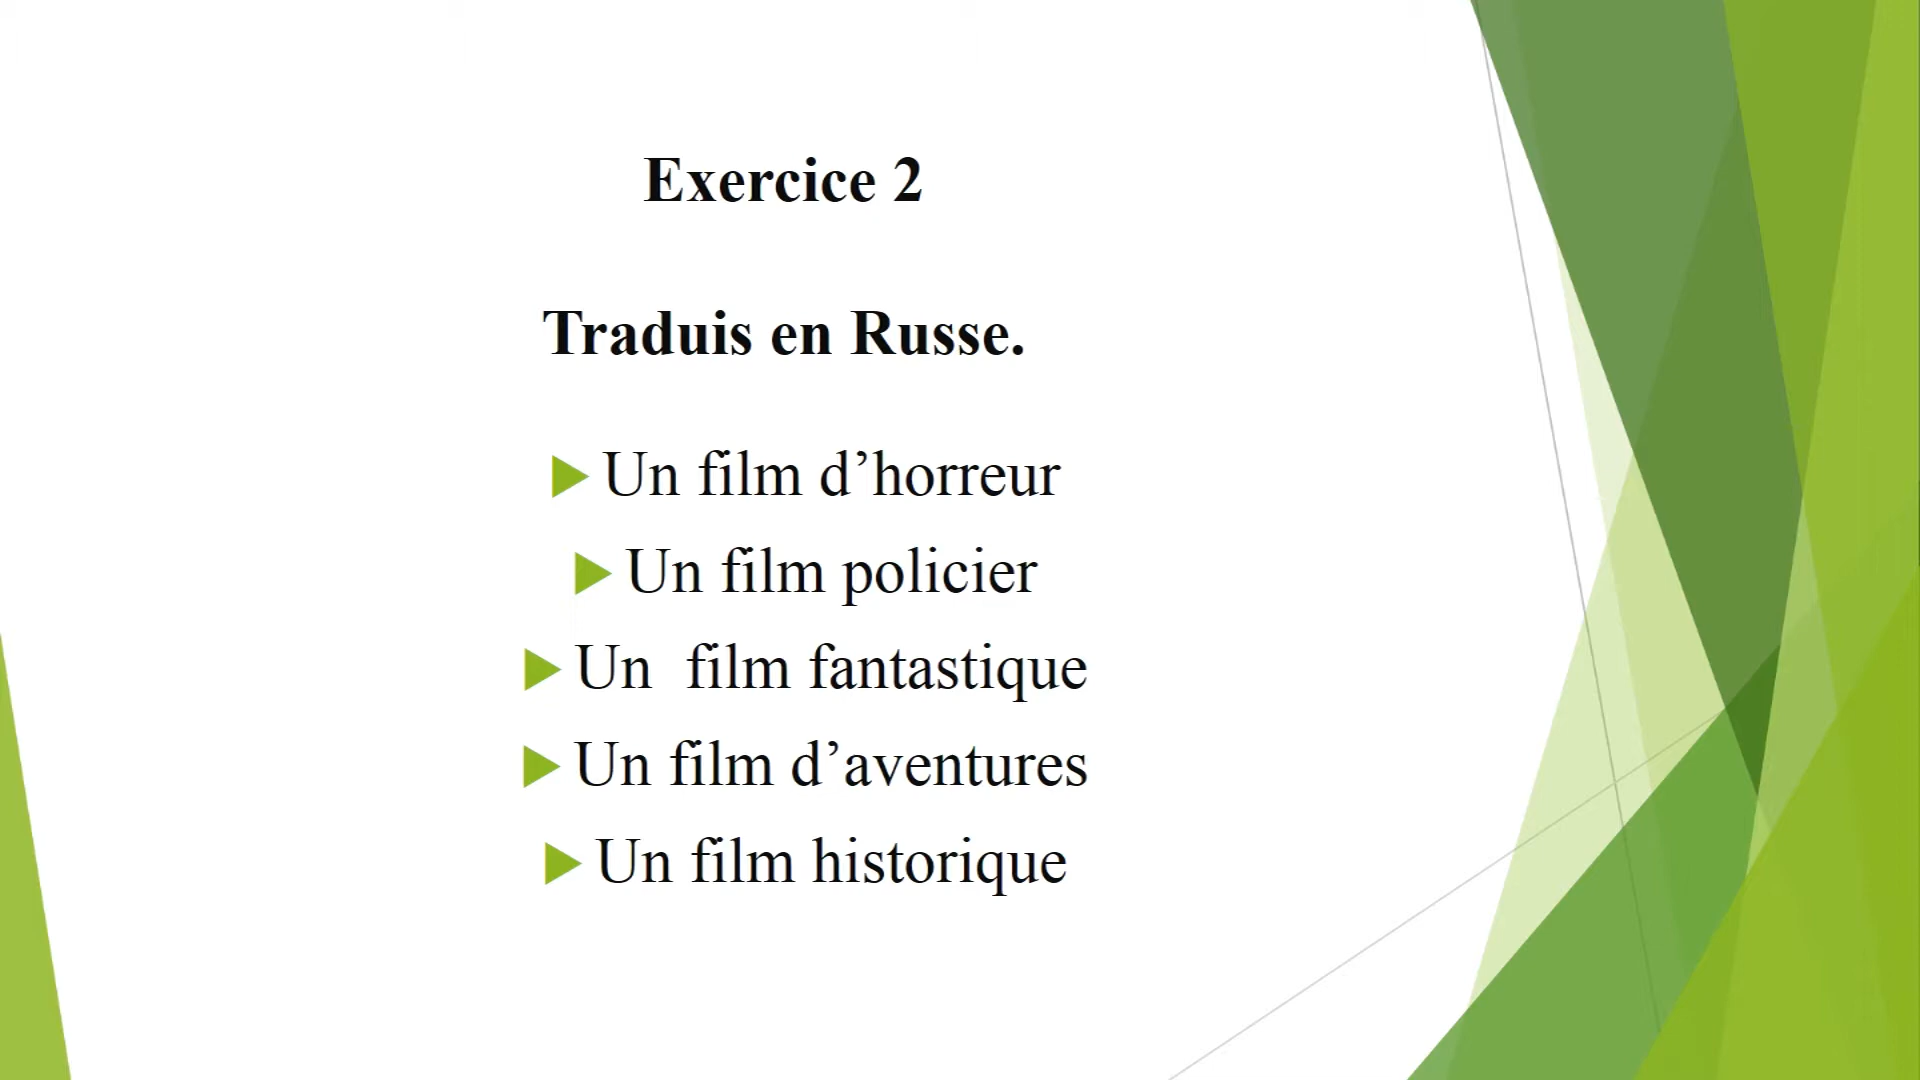 Exercice 2
Traduis en Russe.
Un film d’horreur
Un film policier
Un  film fantastique
Un film d’aventures
Un film historique